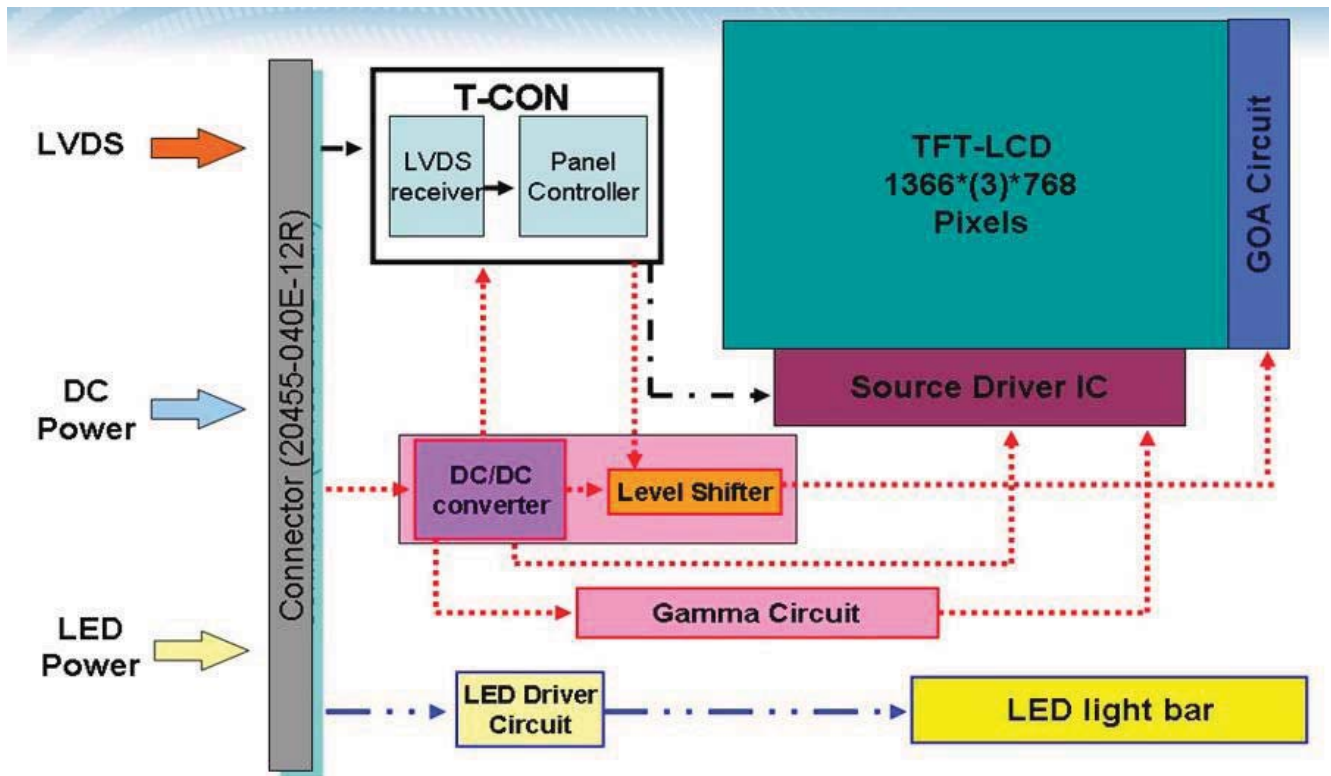 LVDS
DC
Power
LED
Power
Connector (20455-040E-12R)
T-CON
LVDS
receiver
Panel
Controller
TFT-LCD
1366*(3)*768
Pixels
GOA Circuit
Source Driver IC
DC/DC
converter
Level Shifter
Gamma Circuit
LED Driver
Circuit
LED light bar